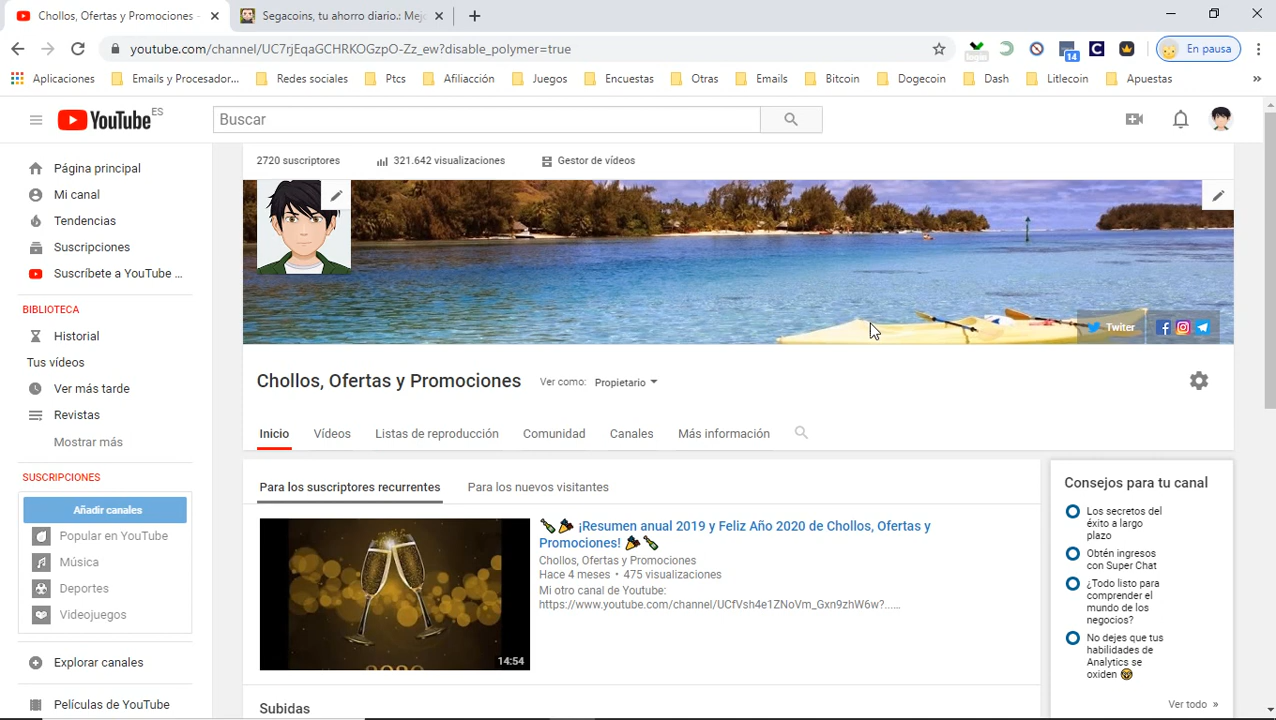 Chollos, Ofertas y Promociones -
Segacoins, tu ahorro diario.: Mejo
youtube.com/channel/UC7rjEqaGCHRKOGzpO-Zz_ew?disable_polymer=true
14
En pausa
Aplicaciones
Emails y Procesador...
Redes sociales
Ptcs
Afiliacción
Juegos
Encuestas
Otras
Emails
Bitcoin
Dogecoin
Dash
Litlecoin
Apuestas
YouTube ES
Buscar
Página principal
Mi canal
Tendencias
Suscripciones
Suscríbete a YouTube ...
BIBLIOTECA
Historial
Tus vídeos
Ver más tarde
Revistas
Mostrar más
SUSCRIPCIONES
Añadir canales
Popular en YouTube
Música
Deportes
Videojuegos
Explorar canales
Películas de YouTube
2720 suscriptores
321.642 visualizaciones
Gestor de vídeos
Twiter
Chollos, Ofertas y Promociones
Ver como: Propietario
Inicio
Vídeos
Listas de reproducción
Comunidad
Canales
Más información
Para los suscriptores recurrentes
Para los nuevos visitantes
2020
14:54
🍾 🎉 ¡Resumen anual 2019 y Feliz Año 2020 de Chollos, Ofertas y
Promociones! 🎉 🍾
Chollos, Ofertas y Promociones
Hace 4 meses • 475 visualizaciones
Mi otro canal de Youtube:
https://www.youtube.com/channel/UCfVsh4e1ZNoVm_Gxn9zhW6w?......
Subidas
Consejos para tu canal
Los secretos del
éxito a largo
plazo
Obtén ingresos
con Super Chat
¿Todo listo para
comprender el
mundo de los
negocios?
No dejes que tus
habilidades de
Analytics se
oxiden
Ver todo »